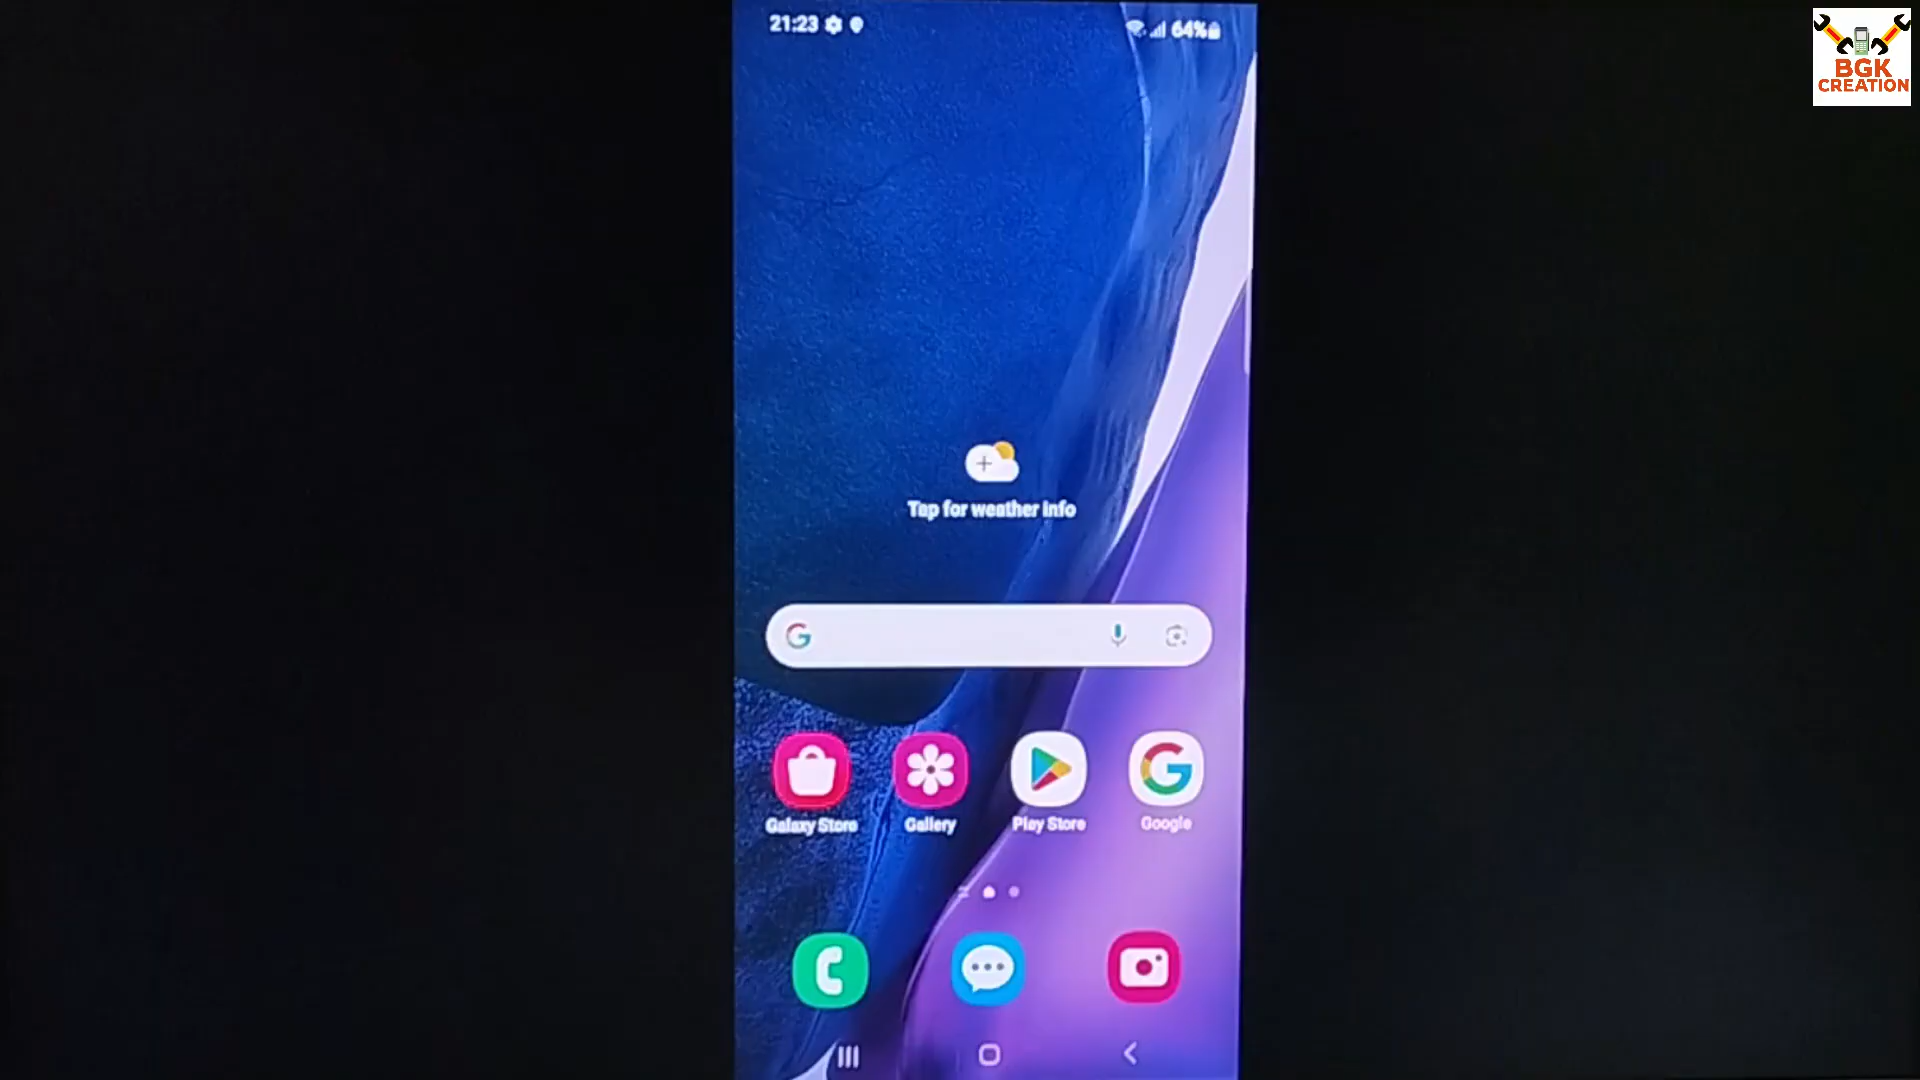 21:23
64%
BGK
CREATION
Tap for weather info
Galaxy Store
Gallery
Play Store
Google